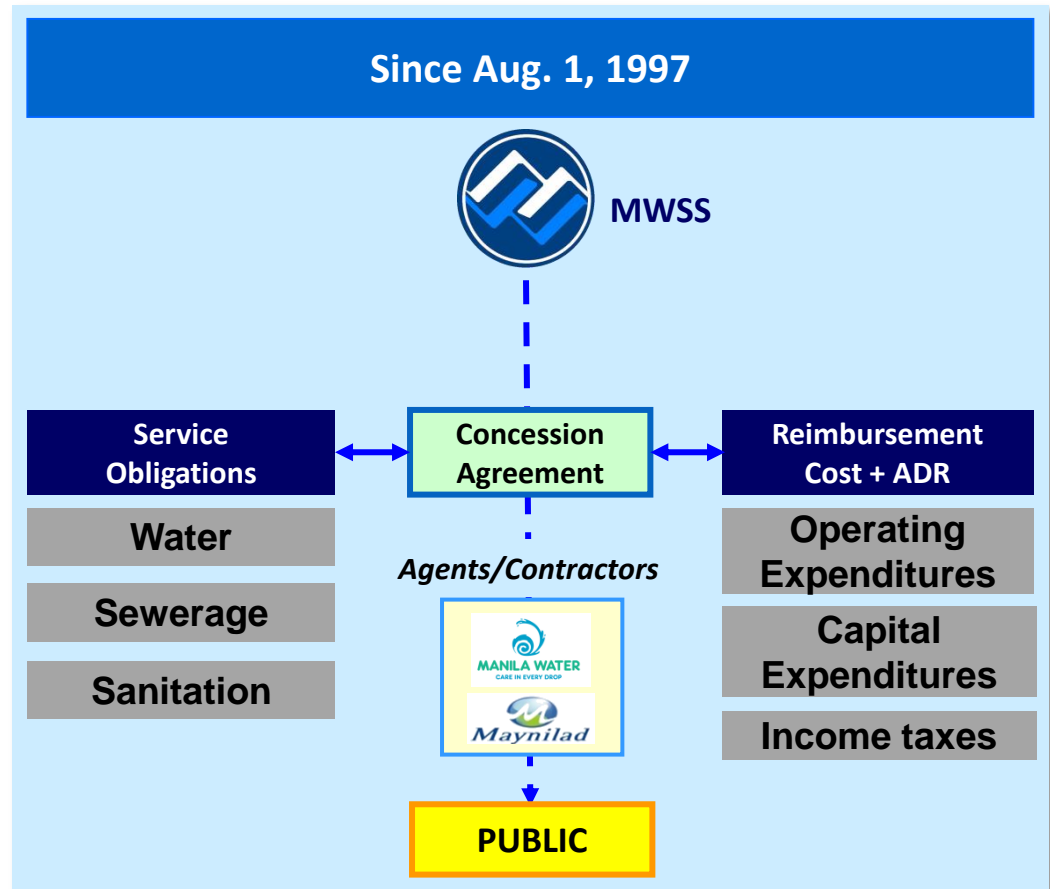 Since Aug. 1, 1997
MWSS
Service
Obligations
Water
Sewerage
Sanitation
Concession
Agreement
Agents/Contractors
MANILA WATER
CARE IN EVERY DROP
Maynilad
PUBLIC
Reimbursement
Cost + ADR
Operating
Expenditures
Capital
Expenditures
Income taxes